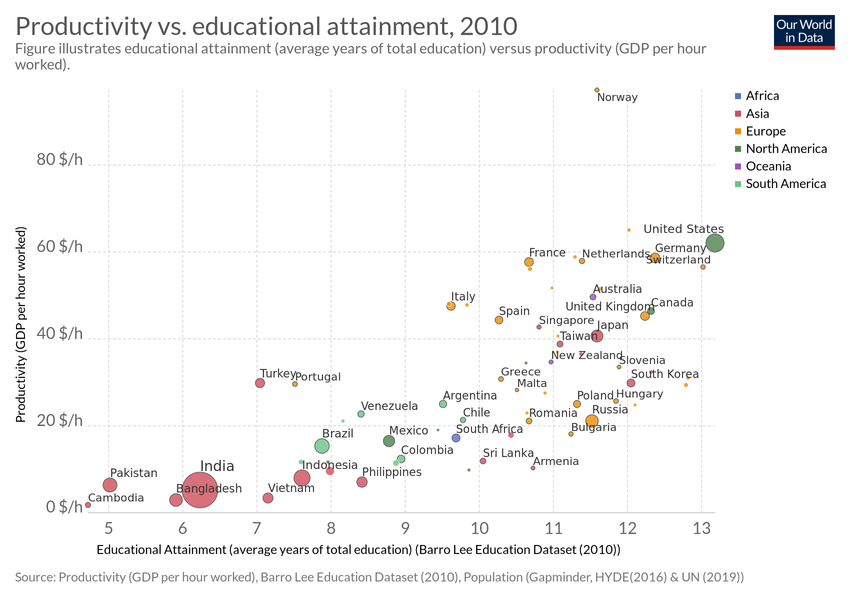 Productivity vs. educational attainment, 2010
Figure illustrates educational attainment (average years of total education) versus productivity (GDP per hour
worked).
Our World
in Data
Norway
Africa
Asia
Europe
North America
Oceania
South America
80 $/h
60 $/h
40 $/h
20 $/h
0 $/h
Productivity (GDP per hour worked)
United States
France
Netherlands
Germany
Switzerland
Italy
Australia
Spain
United Kingdom
Canada
Singapore
Japan
Taiwan
New Zealand
Slovenia
Turkey
Portugal
Greece
Malta
South Korea
Venezuela
Argentina
Poland
Hungary
Chile
Romania
Russia
Brazil
Mexico
South Africa
Bulgaria
Colombia
Sri Lanka
Armenia
India
Indonesia
Philippines
Pakistan
Bangladesh
Vietnam
Cambodia
5 6 7 8 9 10 11 12 13
Educational Attainment (average years of total education) (Barro Lee Education Dataset (2010))
Source: Productivity (GDP per hour worked), Barro Lee Education Dataset (2010), Population (Gapminder, HYDE(2016) & UN (2019))